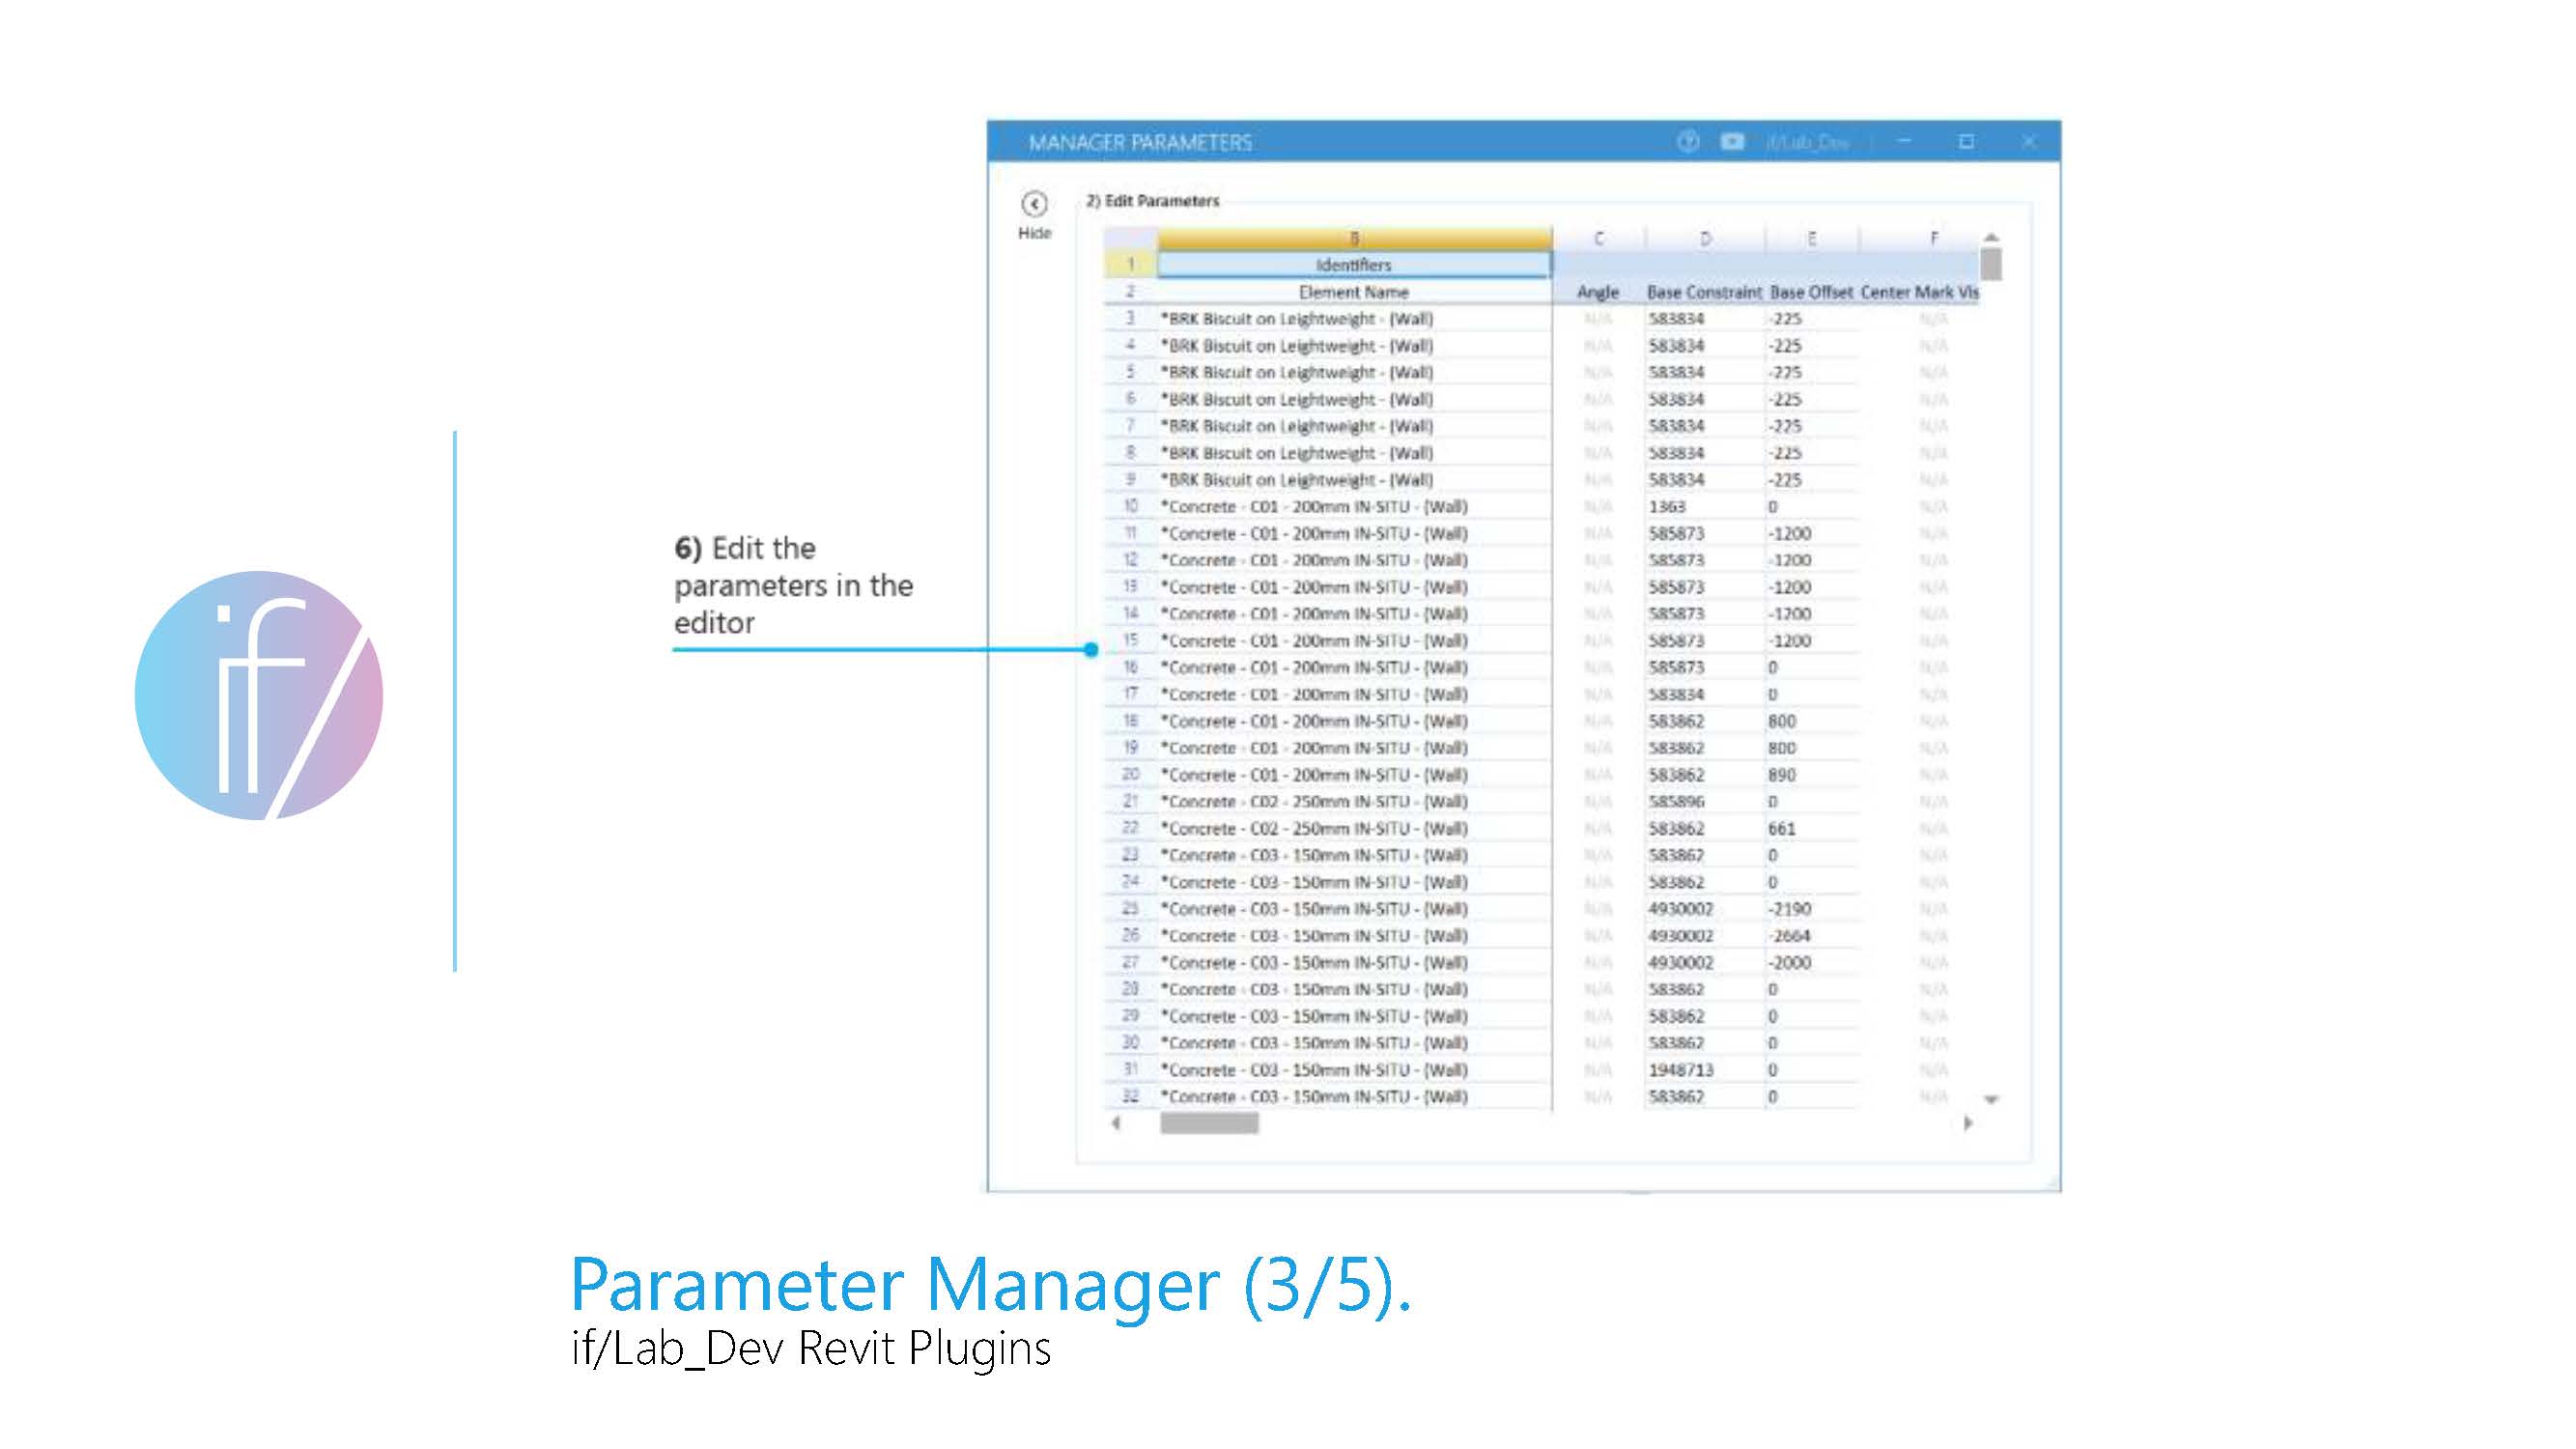 MANAGER PARAMETERS if/Lab_Dev
2) Edit Parameters
Hide
B C D E F
1 Identifiers
2 Element Name Angle Base Constraint Base Offset Center Mark Vis
3 *BRK Biscuit on Leightweight - (Wall) N/A 583834 -225 N/A
4 *BRK Biscuit on Leightweight - (Wall) N/A 583834 -225 N/A
5 *BRK Biscuit on Leightweight - (Wall) N/A 583834 -225 N/A
6 *BRK Biscuit on Leightweight - (Wall) N/A 583834 -225 N/A
7 *BRK Biscuit on Leightweight - (Wall) N/A 583834 -225 N/A
8 *BRK Biscuit on Leightweight - (Wall) N/A 583834 -225 N/A
9 *BRK Biscuit on Leightweight - (Wall) N/A 583834 -225 N/A
10 *Concrete - C01 - 200mm IN-SITU - (Wall) N/A 1363 0 N/A
11 *Concrete - C01 - 200mm IN-SITU - (Wall) N/A 585873 -1200 N/A
12 *Concrete - C01 - 200mm IN-SITU - (Wall) N/A 585873 -1200 N/A
13 *Concrete - C01 - 200mm IN-SITU - (Wall) N/A 585873 -1200 N/A
14 *Concrete - C01 - 200mm IN-SITU - (Wall) N/A 585873 -1200 N/A
15 *Concrete - C01 - 200mm IN-SITU - (Wall) N/A 585873 -1200 N/A
16 *Concrete - C01 - 200mm IN-SITU - (Wall) N/A 585873 0 N/A
17 *Concrete - C01 - 200mm IN-SITU - (Wall) N/A 583834 0 N/A
18 *Concrete - C01 - 200mm IN-SITU - (Wall) N/A 583862 800 N/A
19 *Concrete - C01 - 200mm IN-SITU - (Wall) N/A 583862 800 N/A
20 *Concrete - C01 - 200mm IN-SITU - (Wall) N/A 583862 890 N/A
21 *Concrete - C02 - 250mm IN-SITU - (Wall) N/A 585896 0 N/A
22 *Concrete - C02 - 250mm IN-SITU - (Wall) N/A 583862 661 N/A
23 *Concrete - C03 - 150mm IN-SITU - (Wall) N/A 583862 0 N/A
24 *Concrete - C03 - 150mm IN-SITU - (Wall) N/A 583862 0 N/A
25 *Concrete - C03 - 150mm IN-SITU - (Wall) N/A 4930002 -2190 N/A
26 *Concrete - C03 - 150mm IN-SITU - (Wall) N/A 4930002 -2664 N/A
27 *Concrete - C03 - 150mm IN-SITU - (Wall) N/A 4930002 -2000 N/A
28 *Concrete - C03 - 150mm IN-SITU - (Wall) N/A 583862 0 N/A
29 *Concrete - C03 - 150mm IN-SITU - (Wall) N/A 583862 0 N/A
30 *Concrete - C03 - 150mm IN-SITU - (Wall) N/A 583862 0 N/A
31 *Concrete - C03 - 150mm IN-SITU - (Wall) N/A 1948713 0 N/A
32 *Concrete - C03 - 150mm IN-SITU - (Wall) N/A 583862 0 N/A
6) Edit the
parameters in the
editor
if/
Parameter Manager (3/5).
if/Lab_Dev Revit Plugins